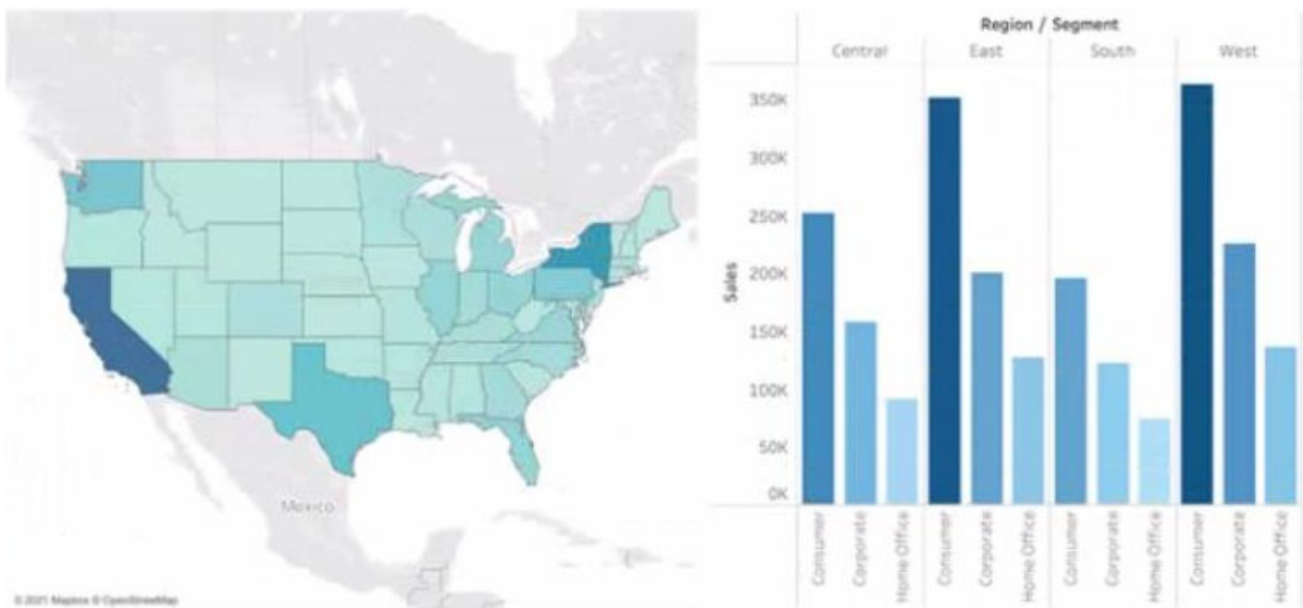 Mexico
© 2021 Mapbox © OpenStreetMap
Region / Segment
Central East South West
Sales
350K
300K
250K
200K
150K
100K
50K
0K
Consumer
Corporate
Home Office
Consumer
Corporate
Home Office
Consumer
Corporate
Home Office
Consumer
Corporate
Home Office